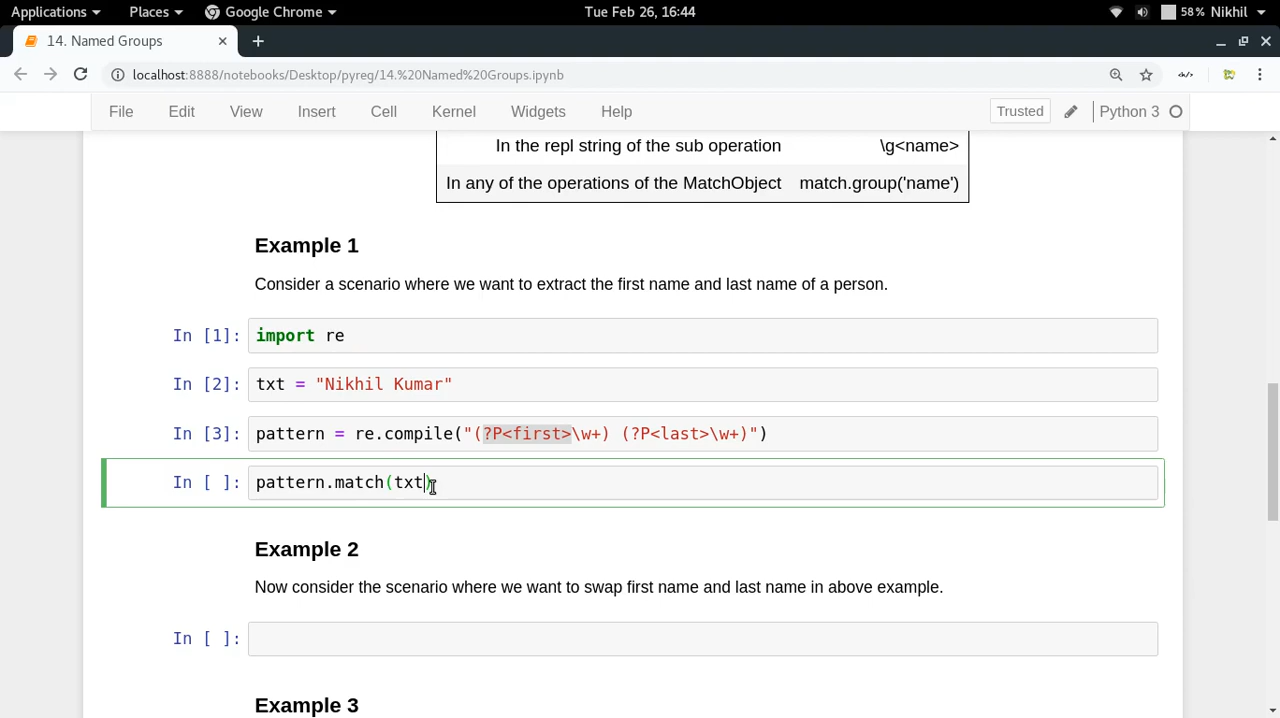 Applications Places Google Chrome Tue Feb 26, 16:44 58% Nikhil
14. Named Groups
localhost:8888/notebooks/Desktop/pyreg/14.%20Named%20Groups.ipynb
File Edit View Insert Cell Kernel Widgets Help Trusted Python 3
In the repl string of the sub operation \g<name>
In any of the operations of the MatchObject match.group('name')
Example 1
Consider a scenario where we want to extract the first name and last name of a person.
In [1]: import re
In [2]: txt = "Nikhil Kumar"
In [3]: pattern = re.compile("(?P<first>\w+) (?P<last>\w+)")
In [ ]: pattern.match(txt)
Example 2
Now consider the scenario where we want to swap first name and last name in above example.
In [ ]:
Example 3